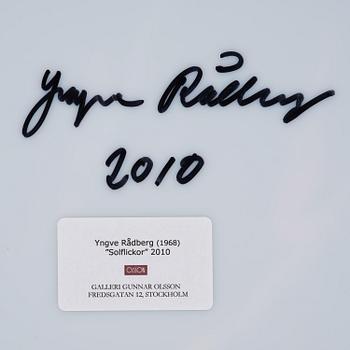 Yngve Rådberg
2010
Yngve Rådberg (1968)
"Solflickor" 2010
OLSSON
GALLERI GUNNAR OLSSON
FREDSGATAN 12, STOCKHOLM